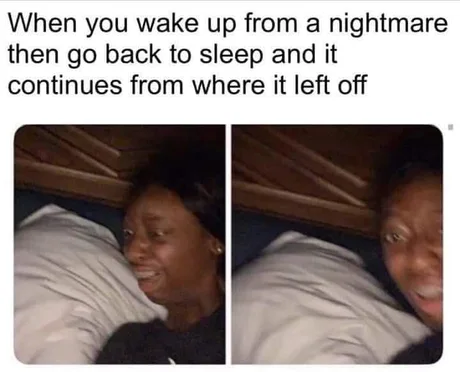 When you wake up from a nightmare
then go back to sleep and it
continues from where it left off